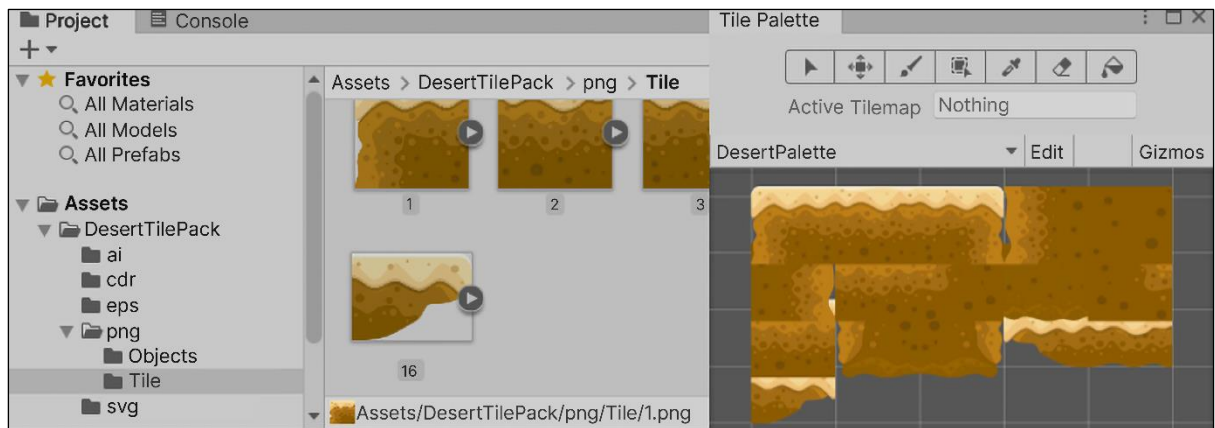 Project
Console
Favorites
All Materials
All Models
All Prefabs
Assets
DesertTilePack
ai
cdr
eps
png
Objects
Tile
svg
Assets > DesertTilePack > png > Tile
1
2
3
16
Assets/DesertTilePack/png/Tile/1.png
Tile Palette
Active Tilemap Nothing
DesertPalette Edit Gizmos